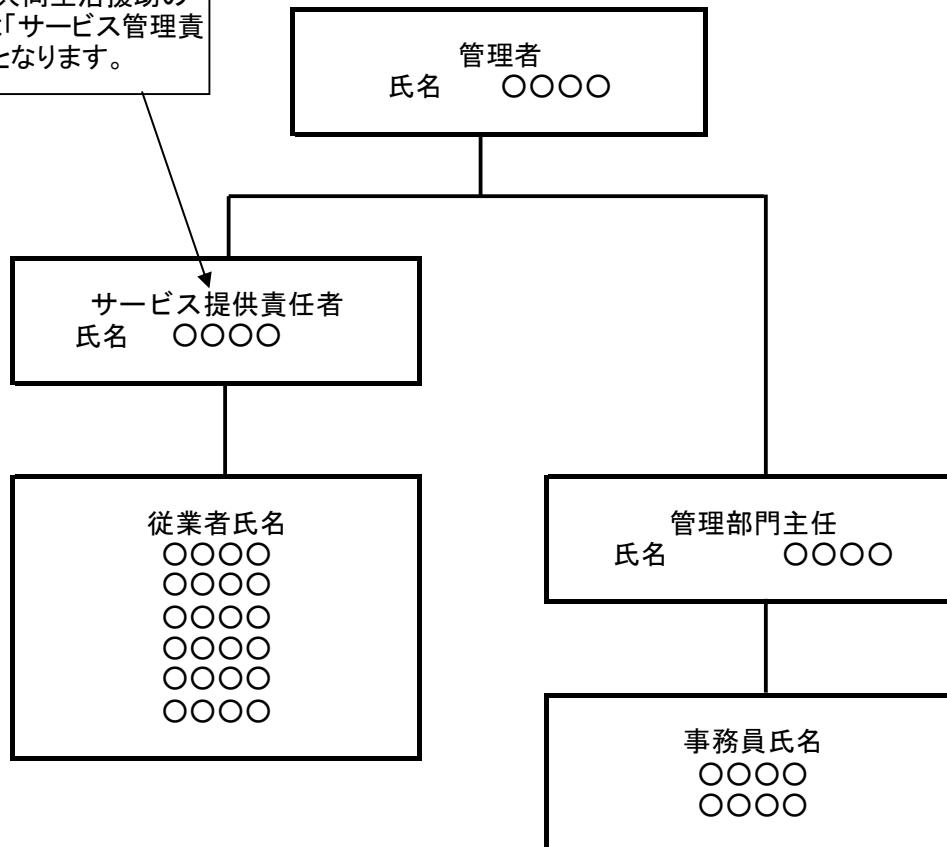 共同生活援助の
「サービス管理責
となります。
管理者
氏名 ○○○○
サービス提供責任者
氏名 ○○○○
従業者氏名
○○○○
○○○○
○○○○
○○○○
○○○○
○○○○
管理部門主任
氏名 ○○○○
事務員氏名
○○○○
○○○○